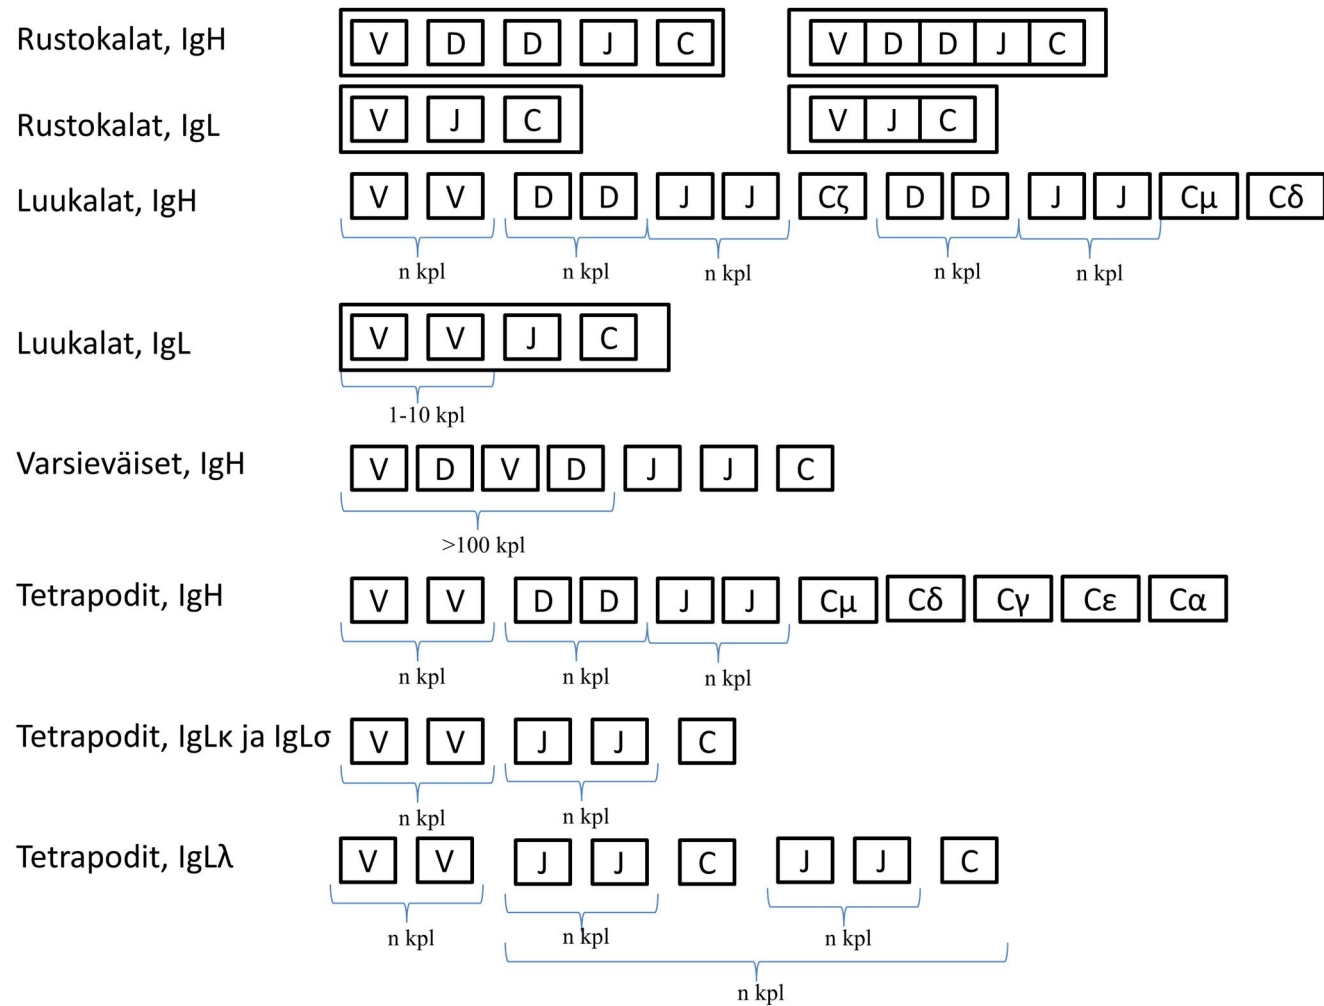 Rustokalat, IgH V D D J C V D D J C
Rustokalat, IgL V J C V J C
Luukalat, IgH V V D D J J Cζ D D J J Cμ Cδ
n kpl n kpl n kpl n kpl n kpl
Luukalat, IgL V V J C
1-10 kpl
Varsieväiset, IgH V D V D J J C
>100 kpl
Tetrapodit, IgH V V D D J J Cμ Cδ Cγ Cε Cα
n kpl n kpl n kpl
Tetrapodit, IgLκ ja IgLσ V V J J C
n kpl n kpl
Tetrapodit, IgLλ V V J J C J J C
n kpl n kpl n kpl
n kpl